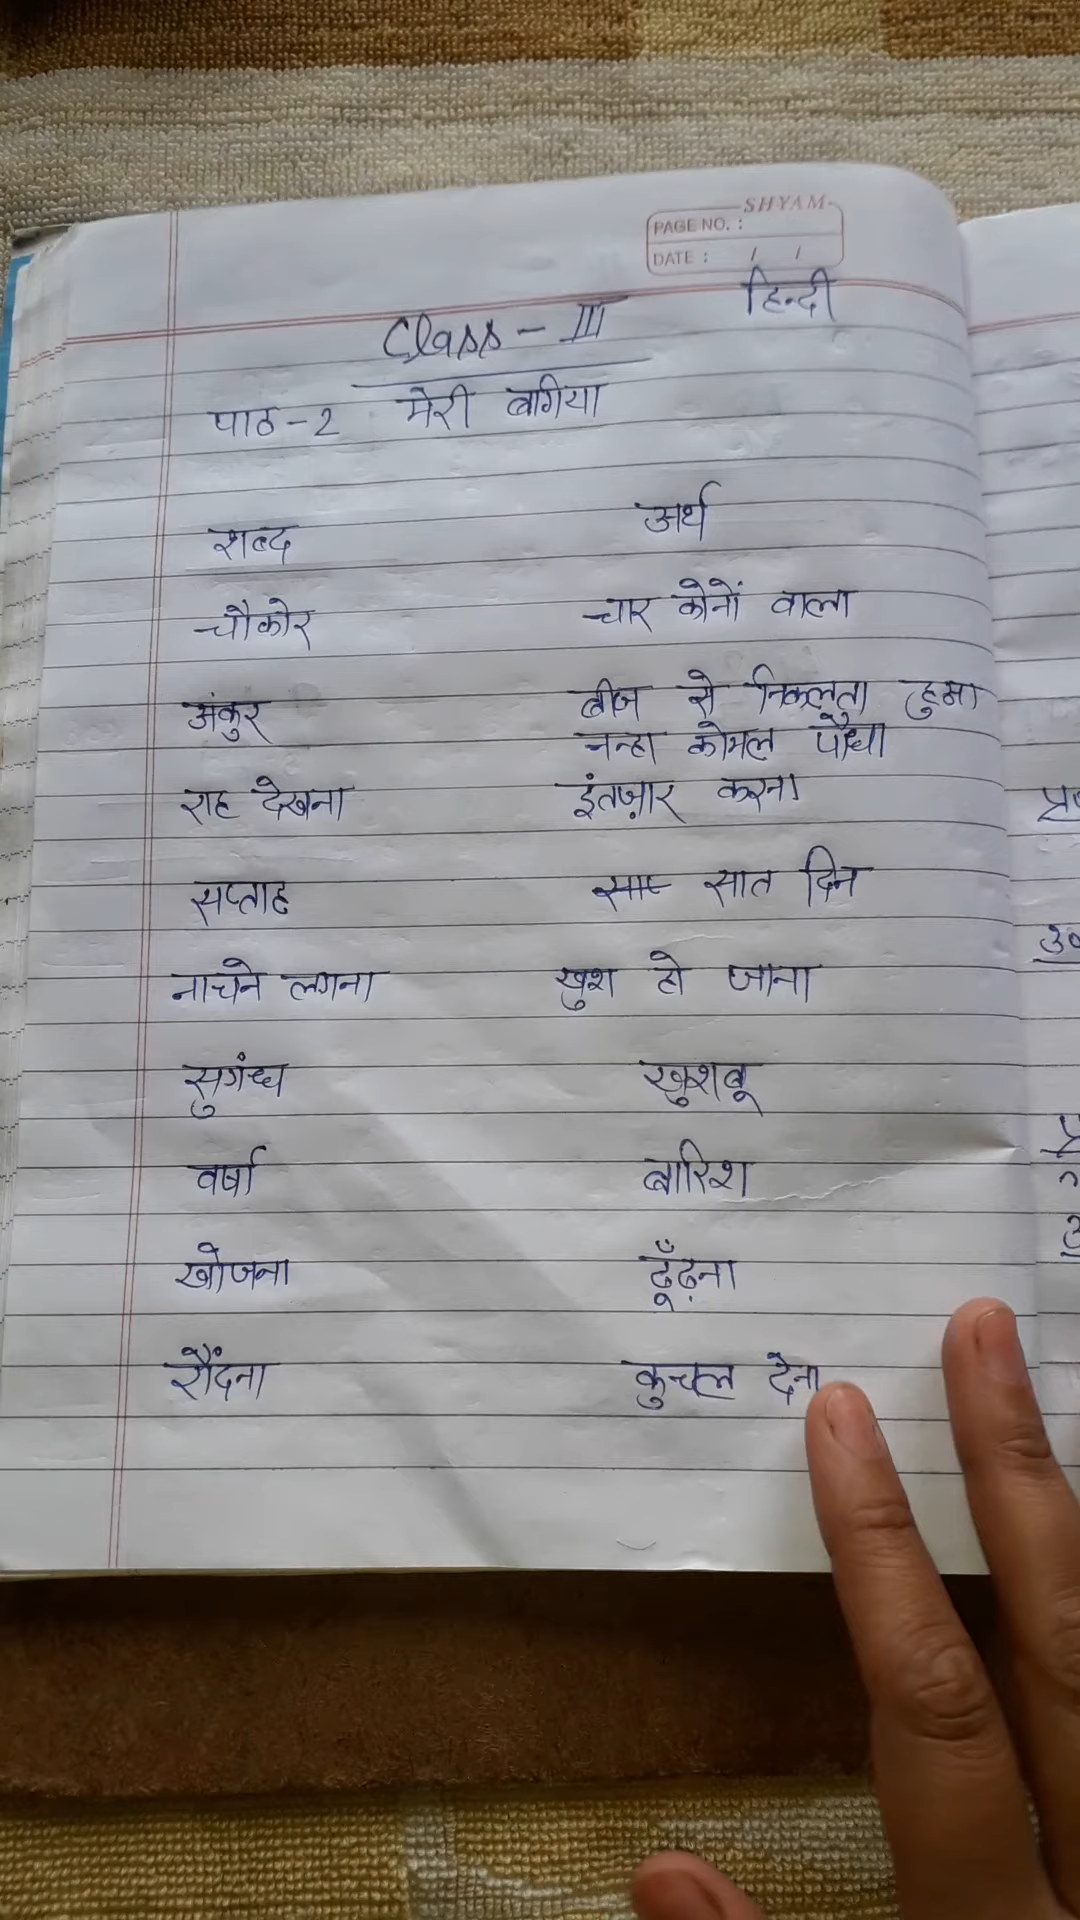 SHYAM
PAGE NO. :
DATE : / /
हिन्दी
Class - III
पाठ-2 मेरी बगिया
शब्द अर्थ
चौकोर चार कोनों वाला
अंकुर बीज से निकलता हुआ
नन्हा कोमल पौधा
राह देखना इंतज़ार करना
सप्ताह सात दिन
नाचने लगना खुश हो जाना
सुगंध खुशबू
वर्षा बारिश
खोजना ढूँढ़ना
रौंदना कुचल देना